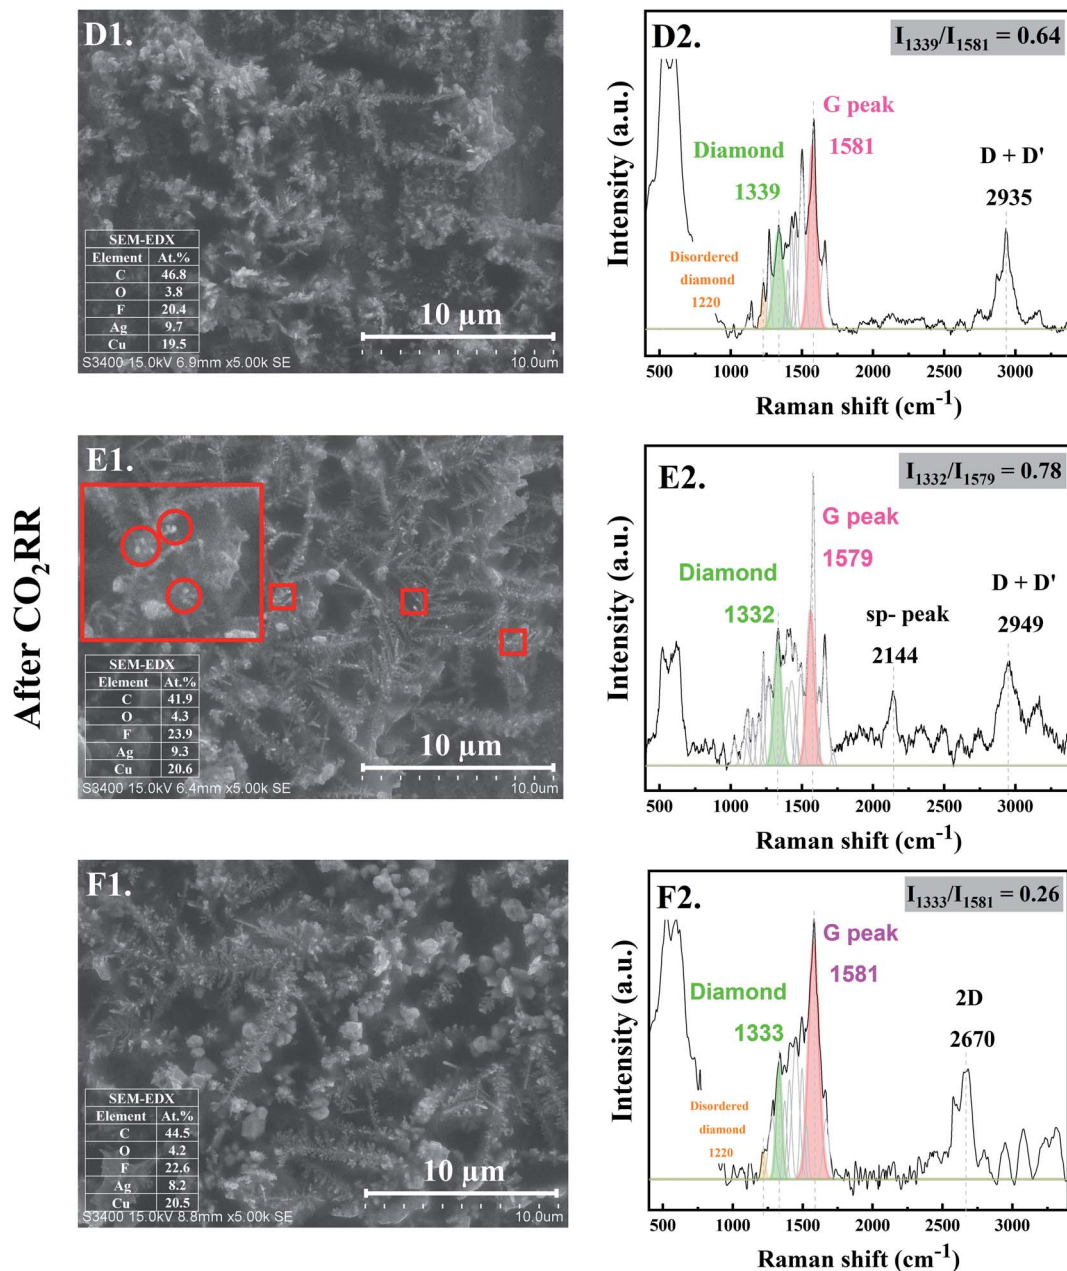 After CO2RR
D1.
SEM-EDX
Element At.%
C 46.8
O 3.8
F 20.4
Ag 9.7
Cu 19.5
10 µm
S3400 15.0kV 6.9mm x5.00k SE
10.0um
D2.
I1339/I1581 = 0.64
G peak
1581
Diamond
1339
D + D'
2935
Disordered
diamond
1220
Intensity (a.u.)
500 1000 1500 2000 2500 3000
Raman shift (cm-1)
E1.
SEM-EDX
Element At.%
C 41.9
O 4.3
F 23.9
Ag 9.3
Cu 20.6
10 µm
S3400 15.0kV 6.4mm x5.00k SE
10.0um
E2.
I1332/I1579 = 0.78
G peak
1579
Diamond
1332
sp- peak
2144
D + D'
2949
Intensity (a.u.)
500 1000 1500 2000 2500 3000
Raman shift (cm-1)
F1.
SEM-EDX
Element At.%
C 44.5
O 4.2
F 22.6
Ag 8.2
Cu 20.5
10 µm
S3400 15.0kV 8.8mm x5.00k SE
10.0um
F2.
I1333/I1581 = 0.26
G peak
1581
Diamond
1333
2D
2670
Disordered
diamond
1220
Intensity (a.u.)
500 1000 1500 2000 2500 3000
Raman shift (cm-1)